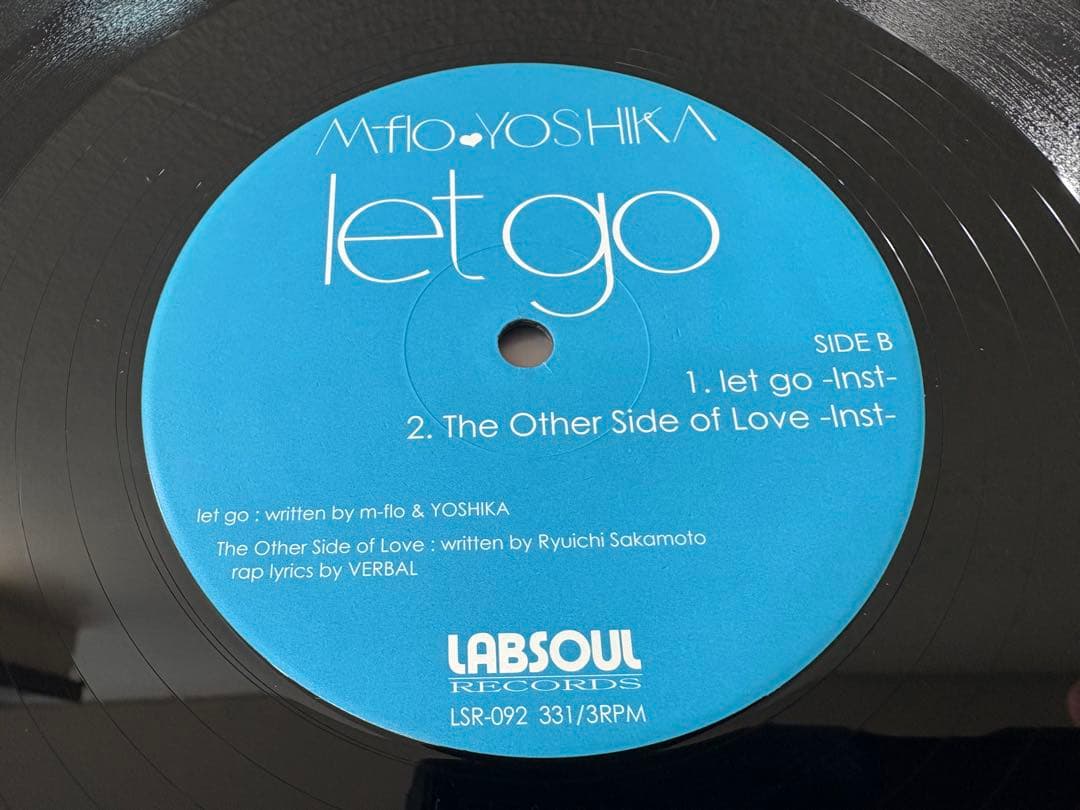 m-flo♥YOSHIKA
let go
SIDE B
1. let go -Inst-
2. The Other Side of Love -Inst-
let go : written by m-flo & YOSHIKA
The Other Side of Love : written by Ryuichi Sakamoto
rap lyrics by VERBAL
LABSOUL
RECORDS
LSR-092 331/3RPM